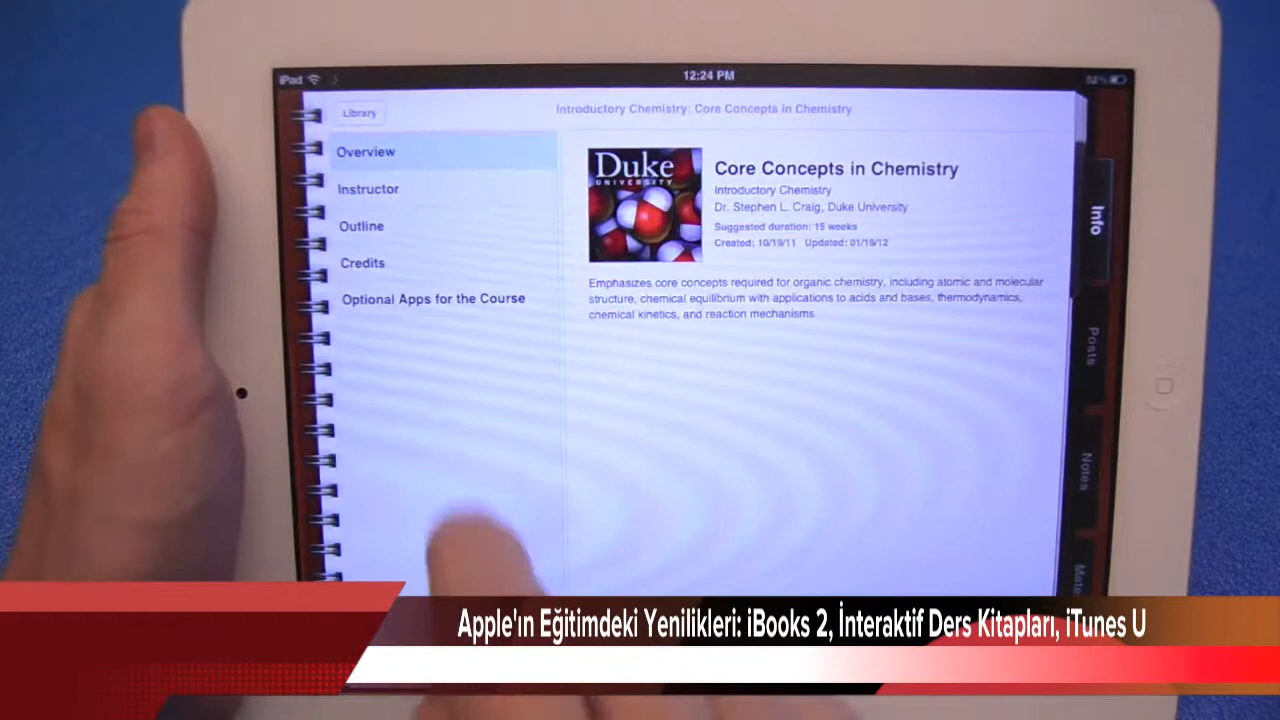 iPad
12:24 PM
52%
Library
Introductory Chemistry: Core Concepts in Chemistry
Overview
Instructor
Outline
Credits
Optional Apps for the Course
Duke
UNIVERSITY
Core Concepts in Chemistry
Introductory Chemistry
Dr. Stephen L. Craig, Duke University
Suggested duration: 15 weeks
Created: 10/19/11 Updated: 01/19/12
Emphasizes core concepts required for organic chemistry, including atomic and molecular
structure, chemical equilibrium with applications to acids and bases, thermodynamics,
chemical kinetics, and reaction mechanisms.
Info
Posts
Notes
Mate
Apple'ın Eğitimdeki Yenilikleri: iBooks 2, İnteraktif Ders Kitapları, iTunes U